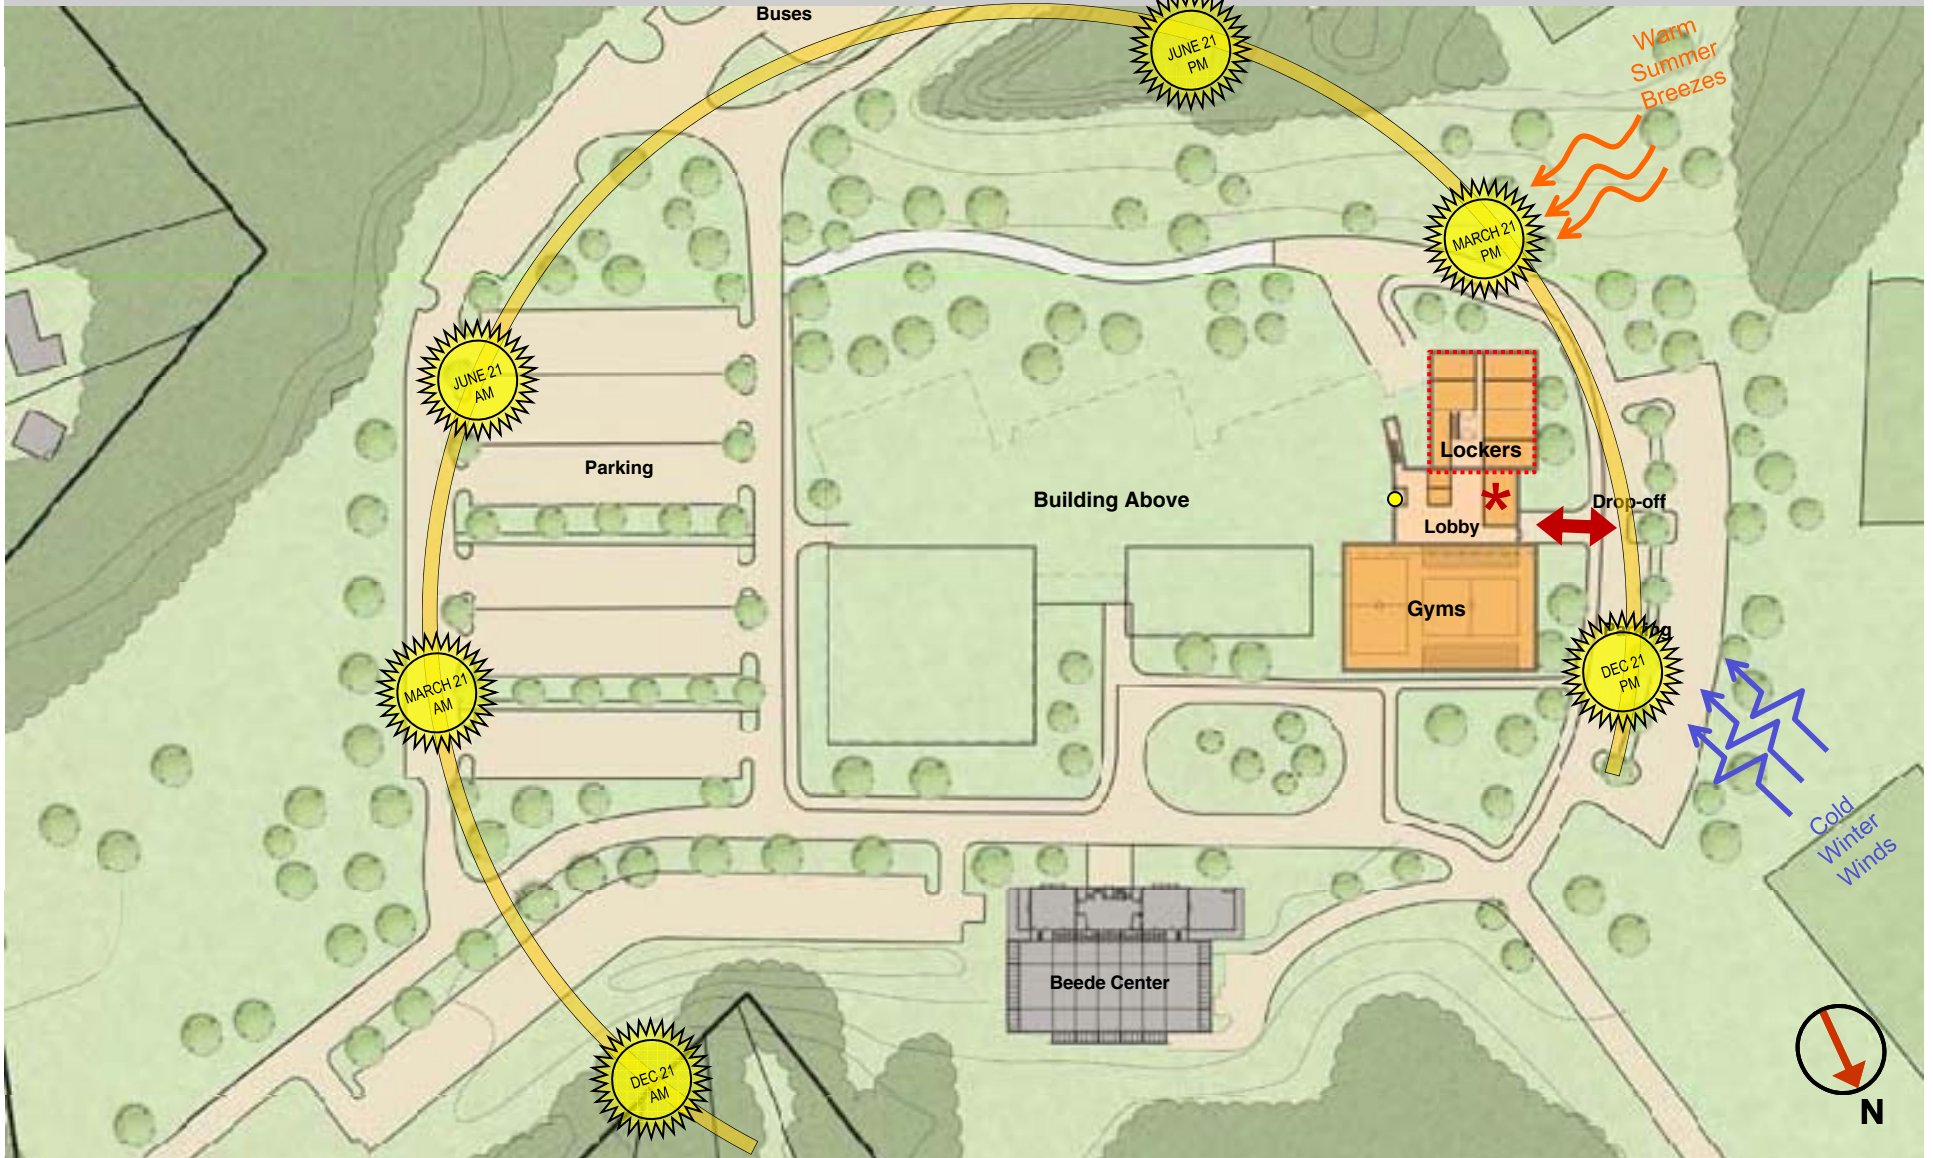 Buses
JUNE 21
PM
Warm
Summer
Breezes
MARCH 21
PM
JUNE 21
AM
Parking
Building Above
Lockers
*
Lobby
Drop-off
Gyms
DEC 21
PM
MARCH 21
AM
Cold
Winter
Winds
Beede Center
DEC 21
AM
N